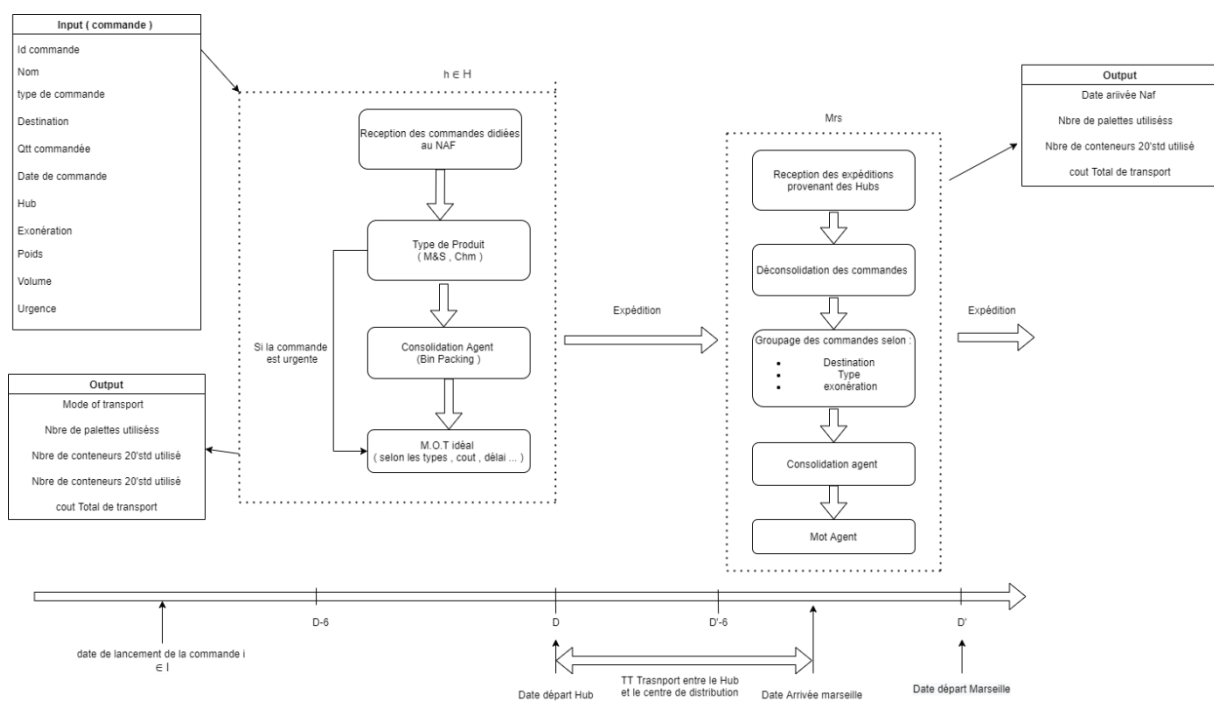 Input ( commande )
Id commande
Nom
type de commande
Destination
Qtt commandée
Date de commande
Hub
Exonération
Poids
Volume
Urgence
Output
Mode of transport
Nbre de palettes utiliséss
Nbre de conteneurs 20'std utilisé
Nbre de conteneurs 20'std utilisé
cout Total de transport
h ∈ H
Reception des commandes didiées
au NAF
Type de Produit
( M&S , Chm )
Si la commande
est urgente
Consolidation Agent
(Bin Packing )
M.O.T idéal
( selon les types , cout , délai ... )
Expédition
Mrs
Reception des expéditions
provenant des Hubs
Déconsolidation des commandes
Groupage des commandes selon :
• Destination
• Type
• exonération
Consolidation agent
Mot Agent
Expédition
Output
Date ariivée Naf
Nbre de palettes utiliséss
Nbre de conteneurs 20'std utilisé
cout Total de transport
D-6
D
D'-6
D'
date de lancement de la commande i
∈ I
Date départ Hub
TT Trasnport entre le Hub
et le centre de distribution
Date Arrivée marseille
Date départ Marseille